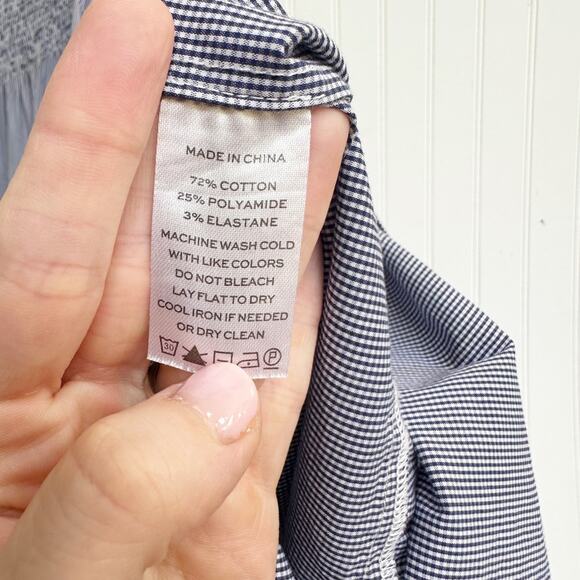 MADE IN CHINA
72% COTTON
25% POLYAMIDE
3% ELASTANE
MACHINE WASH COLD
WITH LIKE COLORS
DO NOT BLEACH
LAY FLAT TO DRY
COOL IRON IF NEEDED
OR DRY CLEAN
30 P